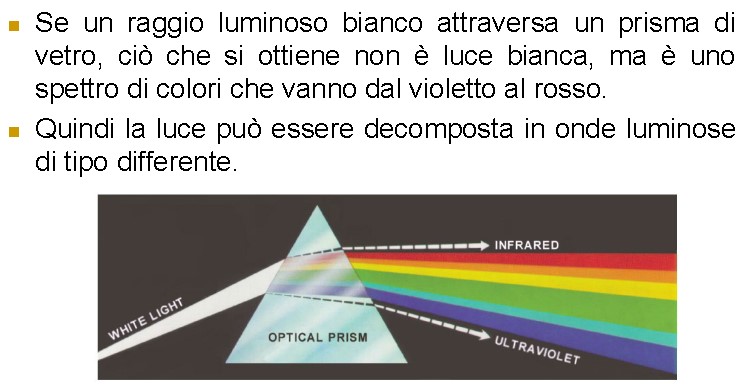 Se un raggio luminoso bianco attraversa un prisma di
vetro, ciò che si ottiene non è luce bianca, ma è uno
spettro di colori che vanno dal violetto al rosso.
Quindi la luce può essere decomposta in onde luminose
di tipo differente.
INFRARED
WHITE LIGHT
OPTICAL PRISM
ULTRAVIOLET